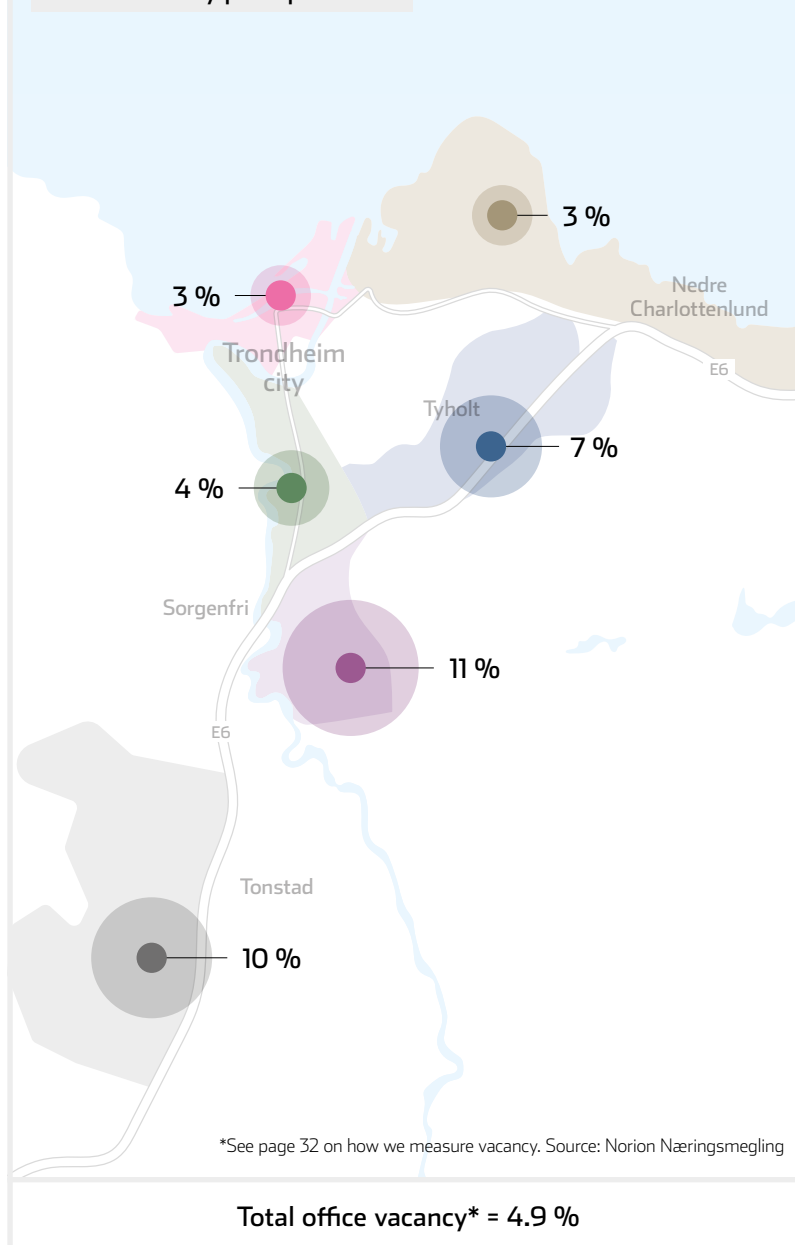 3 %
Nedre
Charlottenlund
3 %
Trondheim
city
E6
Tyholt
7 %
4 %
Sorgenfri
11 %
E6
Tonstad
10 %
*See page 32 on how we measure vacancy. Source: Norion Næringsmegling
Total office vacancy* = 4.9 %